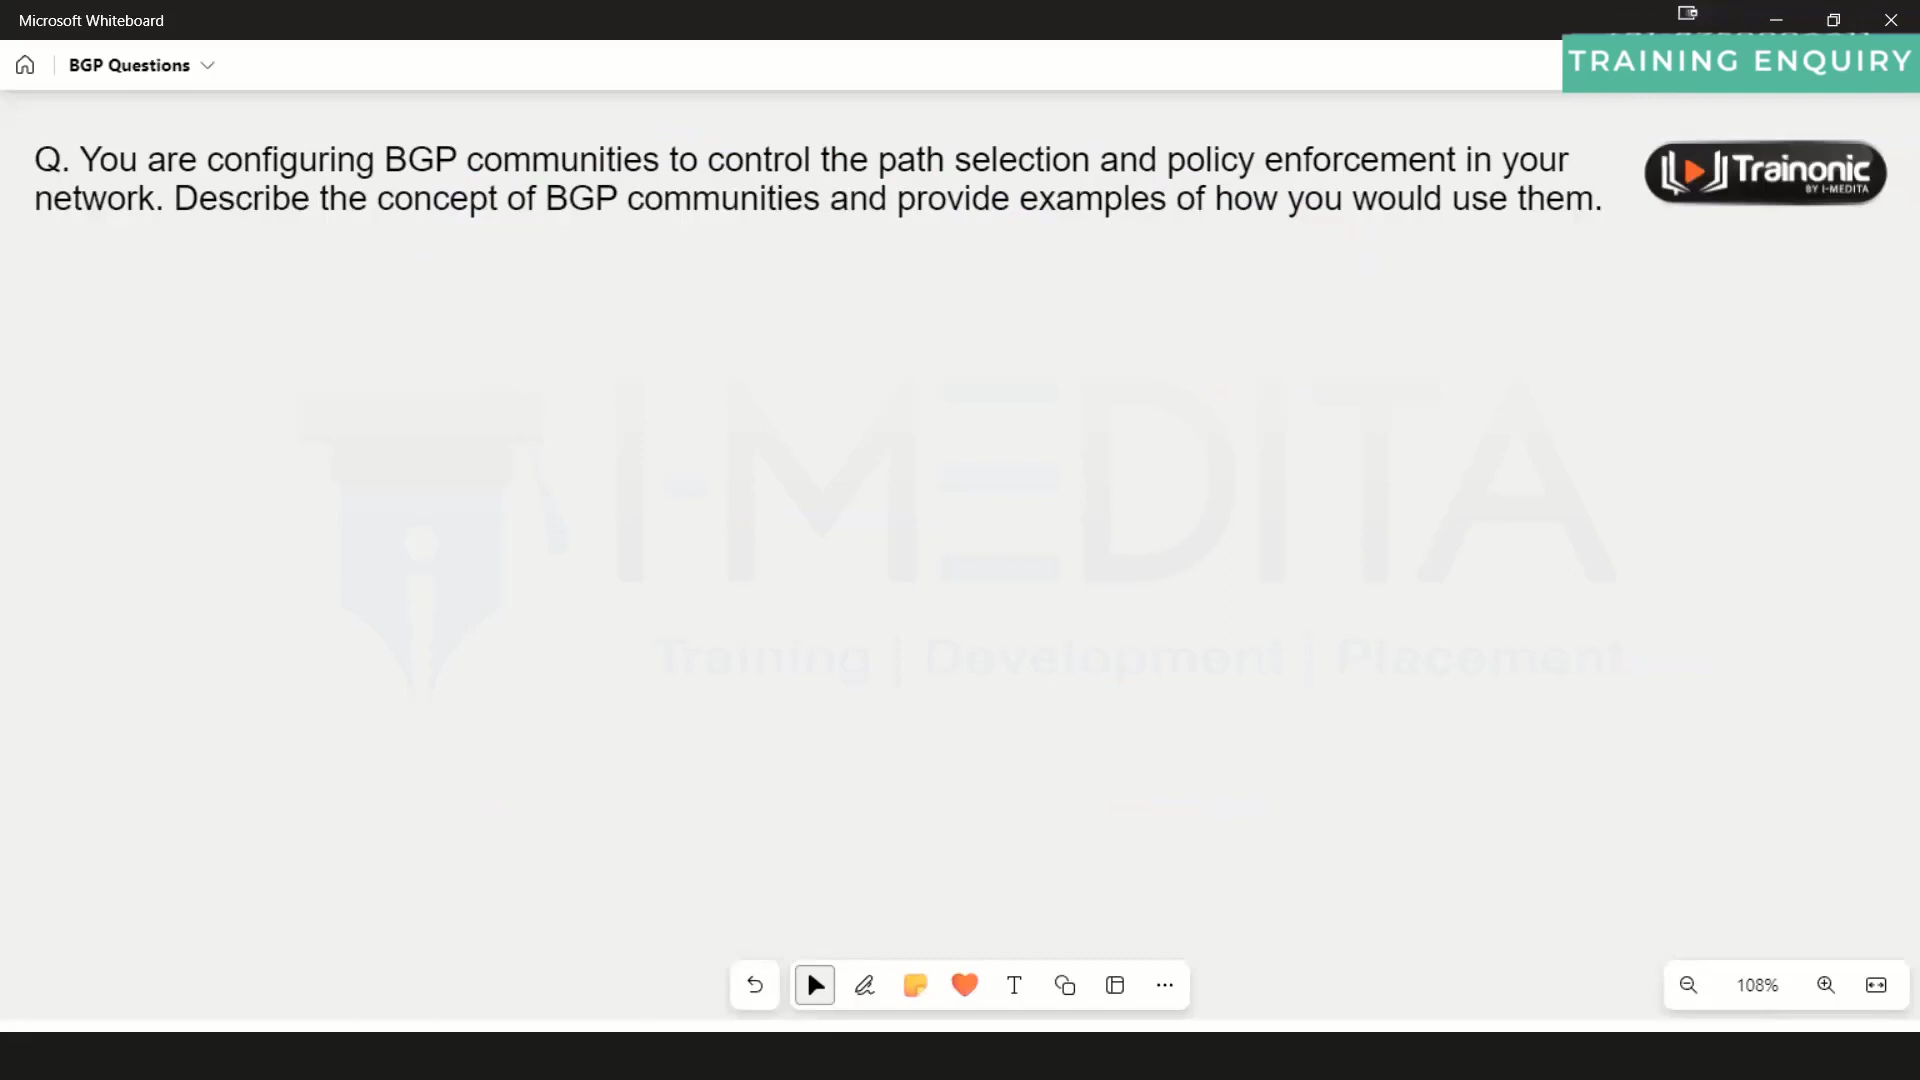 Microsoft Whiteboard
BGP Questions
TRAINING ENQUIRY
Q. You are configuring BGP communities to control the path selection and policy enforcement in your
network. Describe the concept of BGP communities and provide examples of how you would use them.
Trainonic
BY I-MEDITA
I-MEDITA
Training | Development | Placement
108%